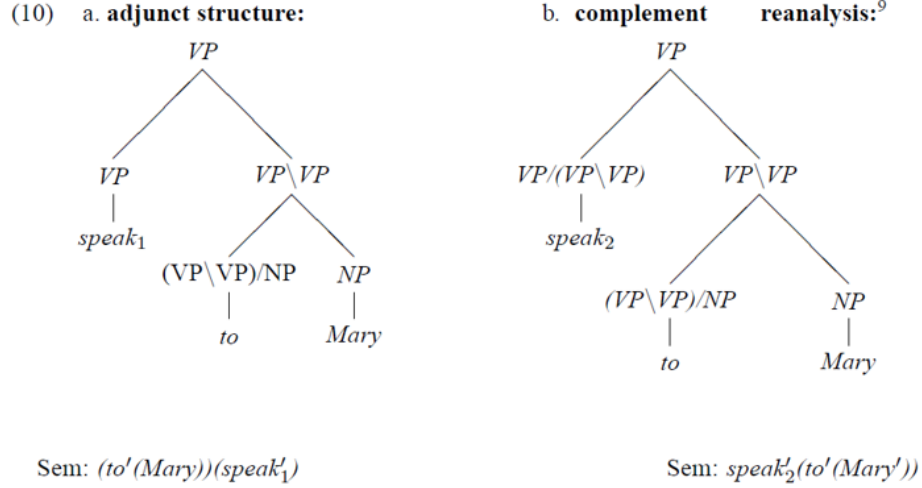 (10) a. adjunct structure: b. complement reanalysis:⁹
VP VP
VP VP\VP VP/(VP\VP) VP\VP
speak₁ speak₂
(VP\VP)/NP NP (VP\VP)/NP NP
to Mary to Mary
Sem: (to′(Mary))(speak′₁) Sem: speak′₂(to′(Mary′))